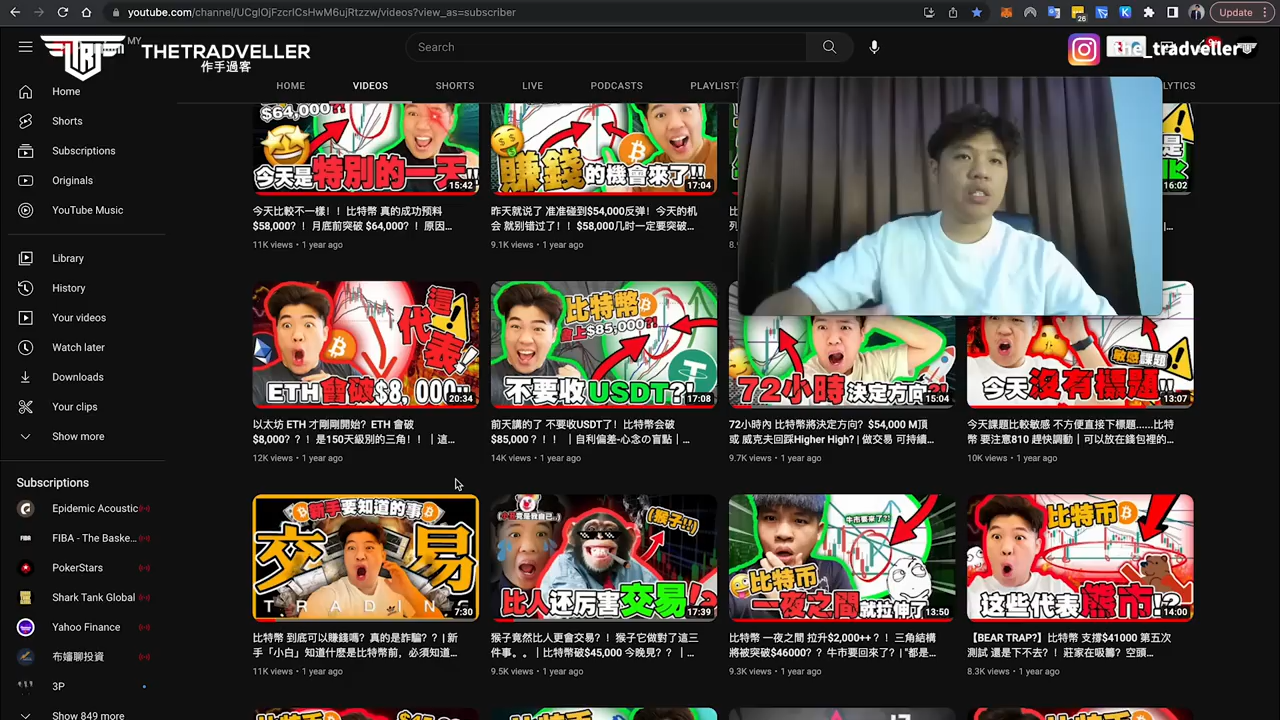 youtube.com/channel/UCgIOjFzcrICsHwM6ujRtzzw/videos?view_as=subscriber
26
Update
MY
THETRADVELLER
作手過客
Search
the_tradveller
HOME
VIDEOS
SHORTS
LIVE
PODCASTS
PLAYLISTS
LYTICS
Home
Shorts
Subscriptions
Originals
YouTube Music
Library
History
Your videos
Watch later
Downloads
Your clips
Show more
Subscriptions
Epidemic Acoustic
FIBA - The Baske...
PokerStars
Shark Tank Global
Yahoo Finance
布孋聊投資
3P
Show 849 more
$64,000?!
今天是特別的一天!!
15:42
賺錢的機會來了!!
17:04
16:02
今天比較不一樣！！比特幣 真的成功预料
$58,000？！ 月底前突破 $64,000？！ 原因...
11K views • 1 year ago
昨天就说了 准准碰到$54,000反弹！今天的机
会 就别错过了！！ $58,000几时一定要突破...
9.1K views • 1 year ago
這代表!
ETH會破$8,000!!
20:34
比特幣
會上$85,000?!
不要收USDT?!
17:08
72小時決定方向?!
15:04
敏感課題
今天沒有標題!!
13:07
以太坊 ETH 才剛剛開始？ETH 會破
$8,000？？！ 是150天級別的三角！！｜這...
12K views • 1 year ago
前天講的了 不要收USDT了！比特幣会破
$85,000？！！ ｜自利偏差-心念の盲點｜...
14K views • 1 year ago
72小時內 比特幣將決定方向？$54,000 M頂
或 威克夫回踩Higher High?｜做交易 可持續...
9.7K views • 1 year ago
今天課題比較敏感 不方便直接下標題......比特
幣 要注意810 趕快調動｜可以放在錢包裡的...
10K views • 1 year ago
新手要知道的事
交易
TRADIN
7:30
(猴子!!)
比人还厉害交易!?
17:39
牛市要來了?!
比特币
一夜之間就拉伸了
13:50
比特币
这些代表熊市!?
14:00
比特幣 到底可以賺錢嗎？真的是詐騙？？| 新
手「小白」知道什麽是比特幣前，必須知道...
11K views • 1 year ago
猴子竟然比人更會交易？！猴子它做對了這三
件事。。｜比特幣破$45,000 今晚見？？｜...
9.5K views • 1 year ago
比特幣 一夜之間 拉升$2,000++？！三角結構
將被突破$46000？？牛市要回來了？！| "都是...
9.3K views • 1 year ago
【BEAR TRAP?】比特幣 支撐$41000 第五次
測試 還是下不去？！莊家在吸籌？空頭...
8.3K views • 1 year ago